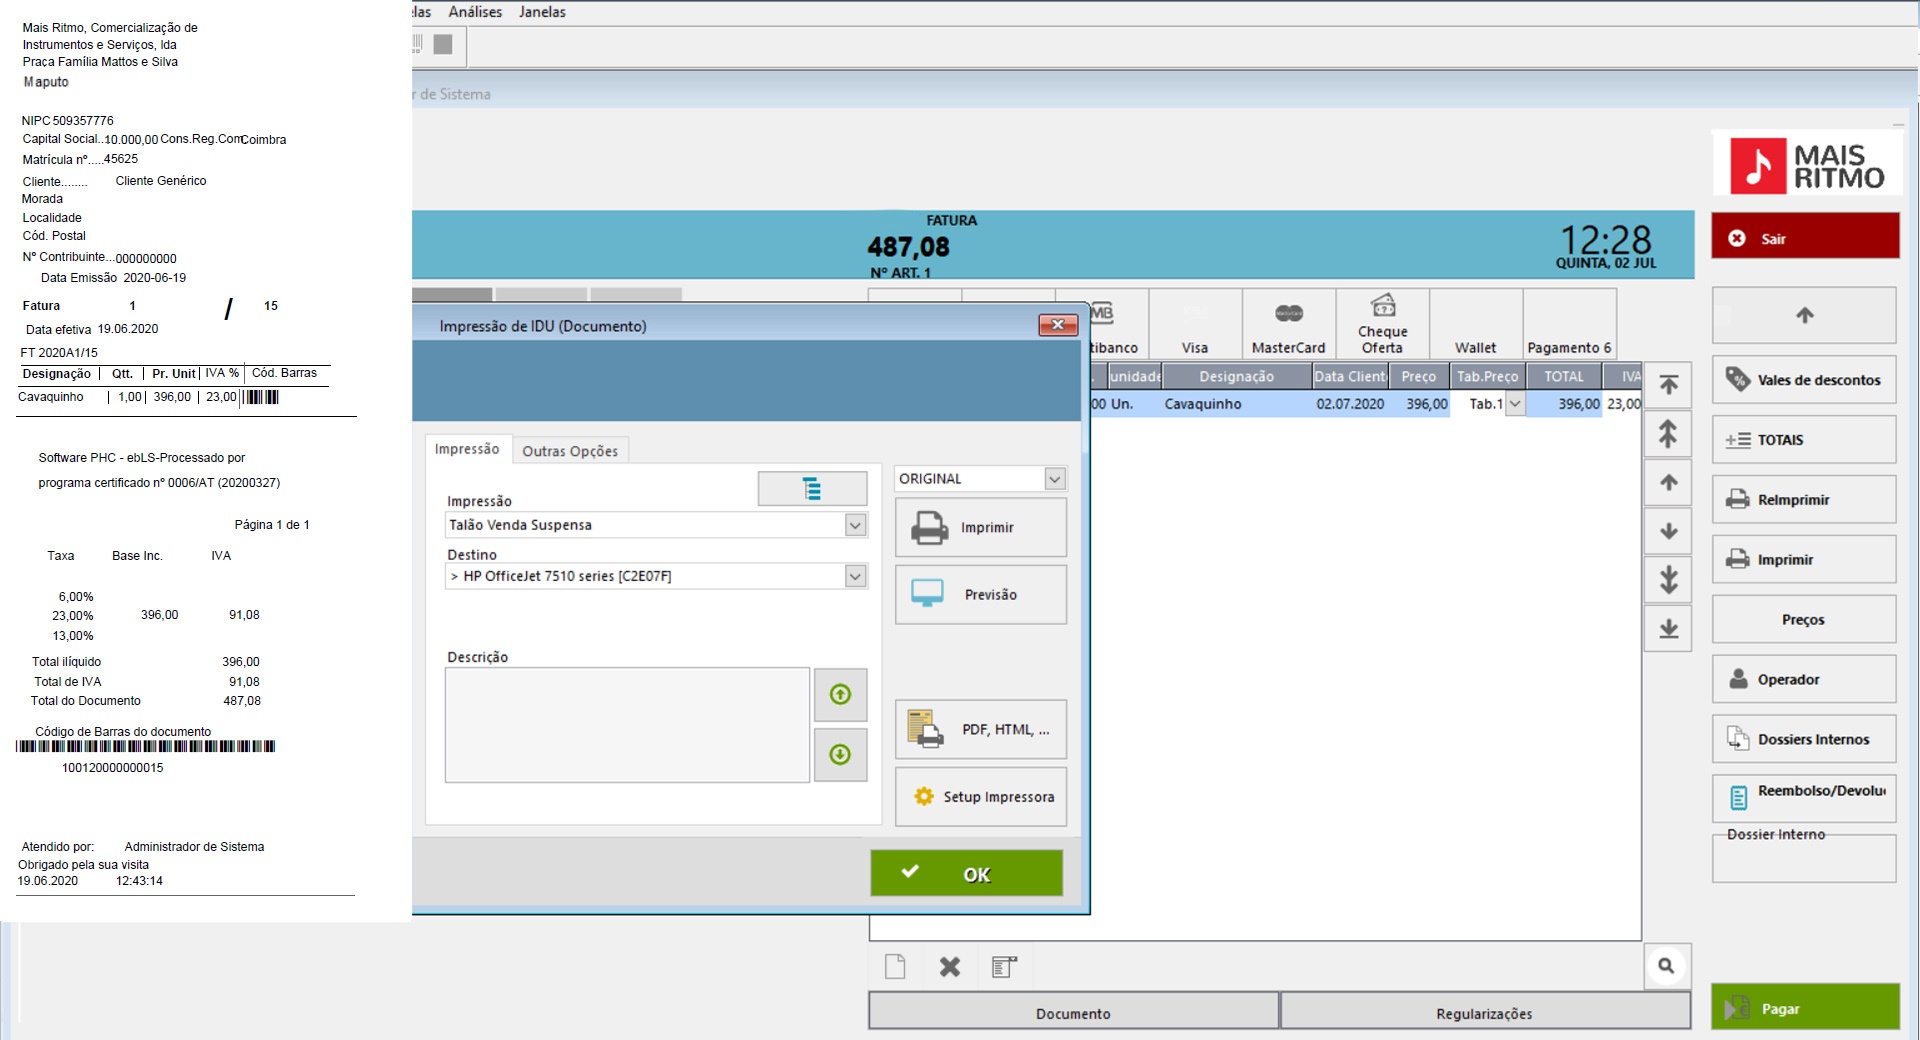 Mais Ritmo, Comercialização de
Instrumentos e Serviços, lda
Praca Família Mattos e Silva
Maputo
NIPC 509357776
Capital Social.. 10.000,00 Cons.Reg.Com Coimbra
Matrícula nº..... 45625
Cliente........ Cliente Genérico
Morada
Localidade
Cód. Postal
Nº Contribuinte... 000000000
Data Emissão 2020-06-19
Fatura 1 / 15
Data efetiva 19.06.2020
FT 2020A1/15
Designação | Qtt. | Pr. Unit | IVA % | Cód. Barras
Cavaquinho | 1,00 | 396,00 | 23,00
Software PHC - ebLS-Processado por
programa certificado nº 0006/AT (20200327)
Página 1 de 1
Taxa Base Inc. IVA
6,00%
23,00% 396,00 91,08
13,00%
Total ilíquido 396,00
Total de IVA 91,08
Total do Documento 487,08
Código de Barras do documento
100120000000015
Atendido por: Administrador de Sistema
Obrigado pela sua visita
19.06.2020 12:43:14
las Análises Janelas
r de Sistema
MAIS
RITMO
FATURA
487,08
Nº ART. 1
12:28
QUINTA, 02 JUL
MB
tibanco
Visa
MasterCard
Cheque
Oferta
Wallet
Pagamento 6
unidade Designação Data Client Preço Tab.Preço TOTAL IVA
00 Un. Cavaquinho 02.07.2020 396,00 Tab.1 396,00 23,00
Impressão de IDU (Documento)
Impressão
Outras Opções
Impressão
Talão Venda Suspensa
Destino
> HP OfficeJet 7510 series [C2E07F]
Descrição
ORIGINAL
Imprimir
Previsão
PDF, HTML, ...
Setup Impressora
OK
Documento
Regularizações
Sair
Vales de descontos
TOTAIS
ReImprimir
Imprimir
Preços
Operador
Dossiers Internos
Reembolso/Devolu
Dossier Interno
Pagar